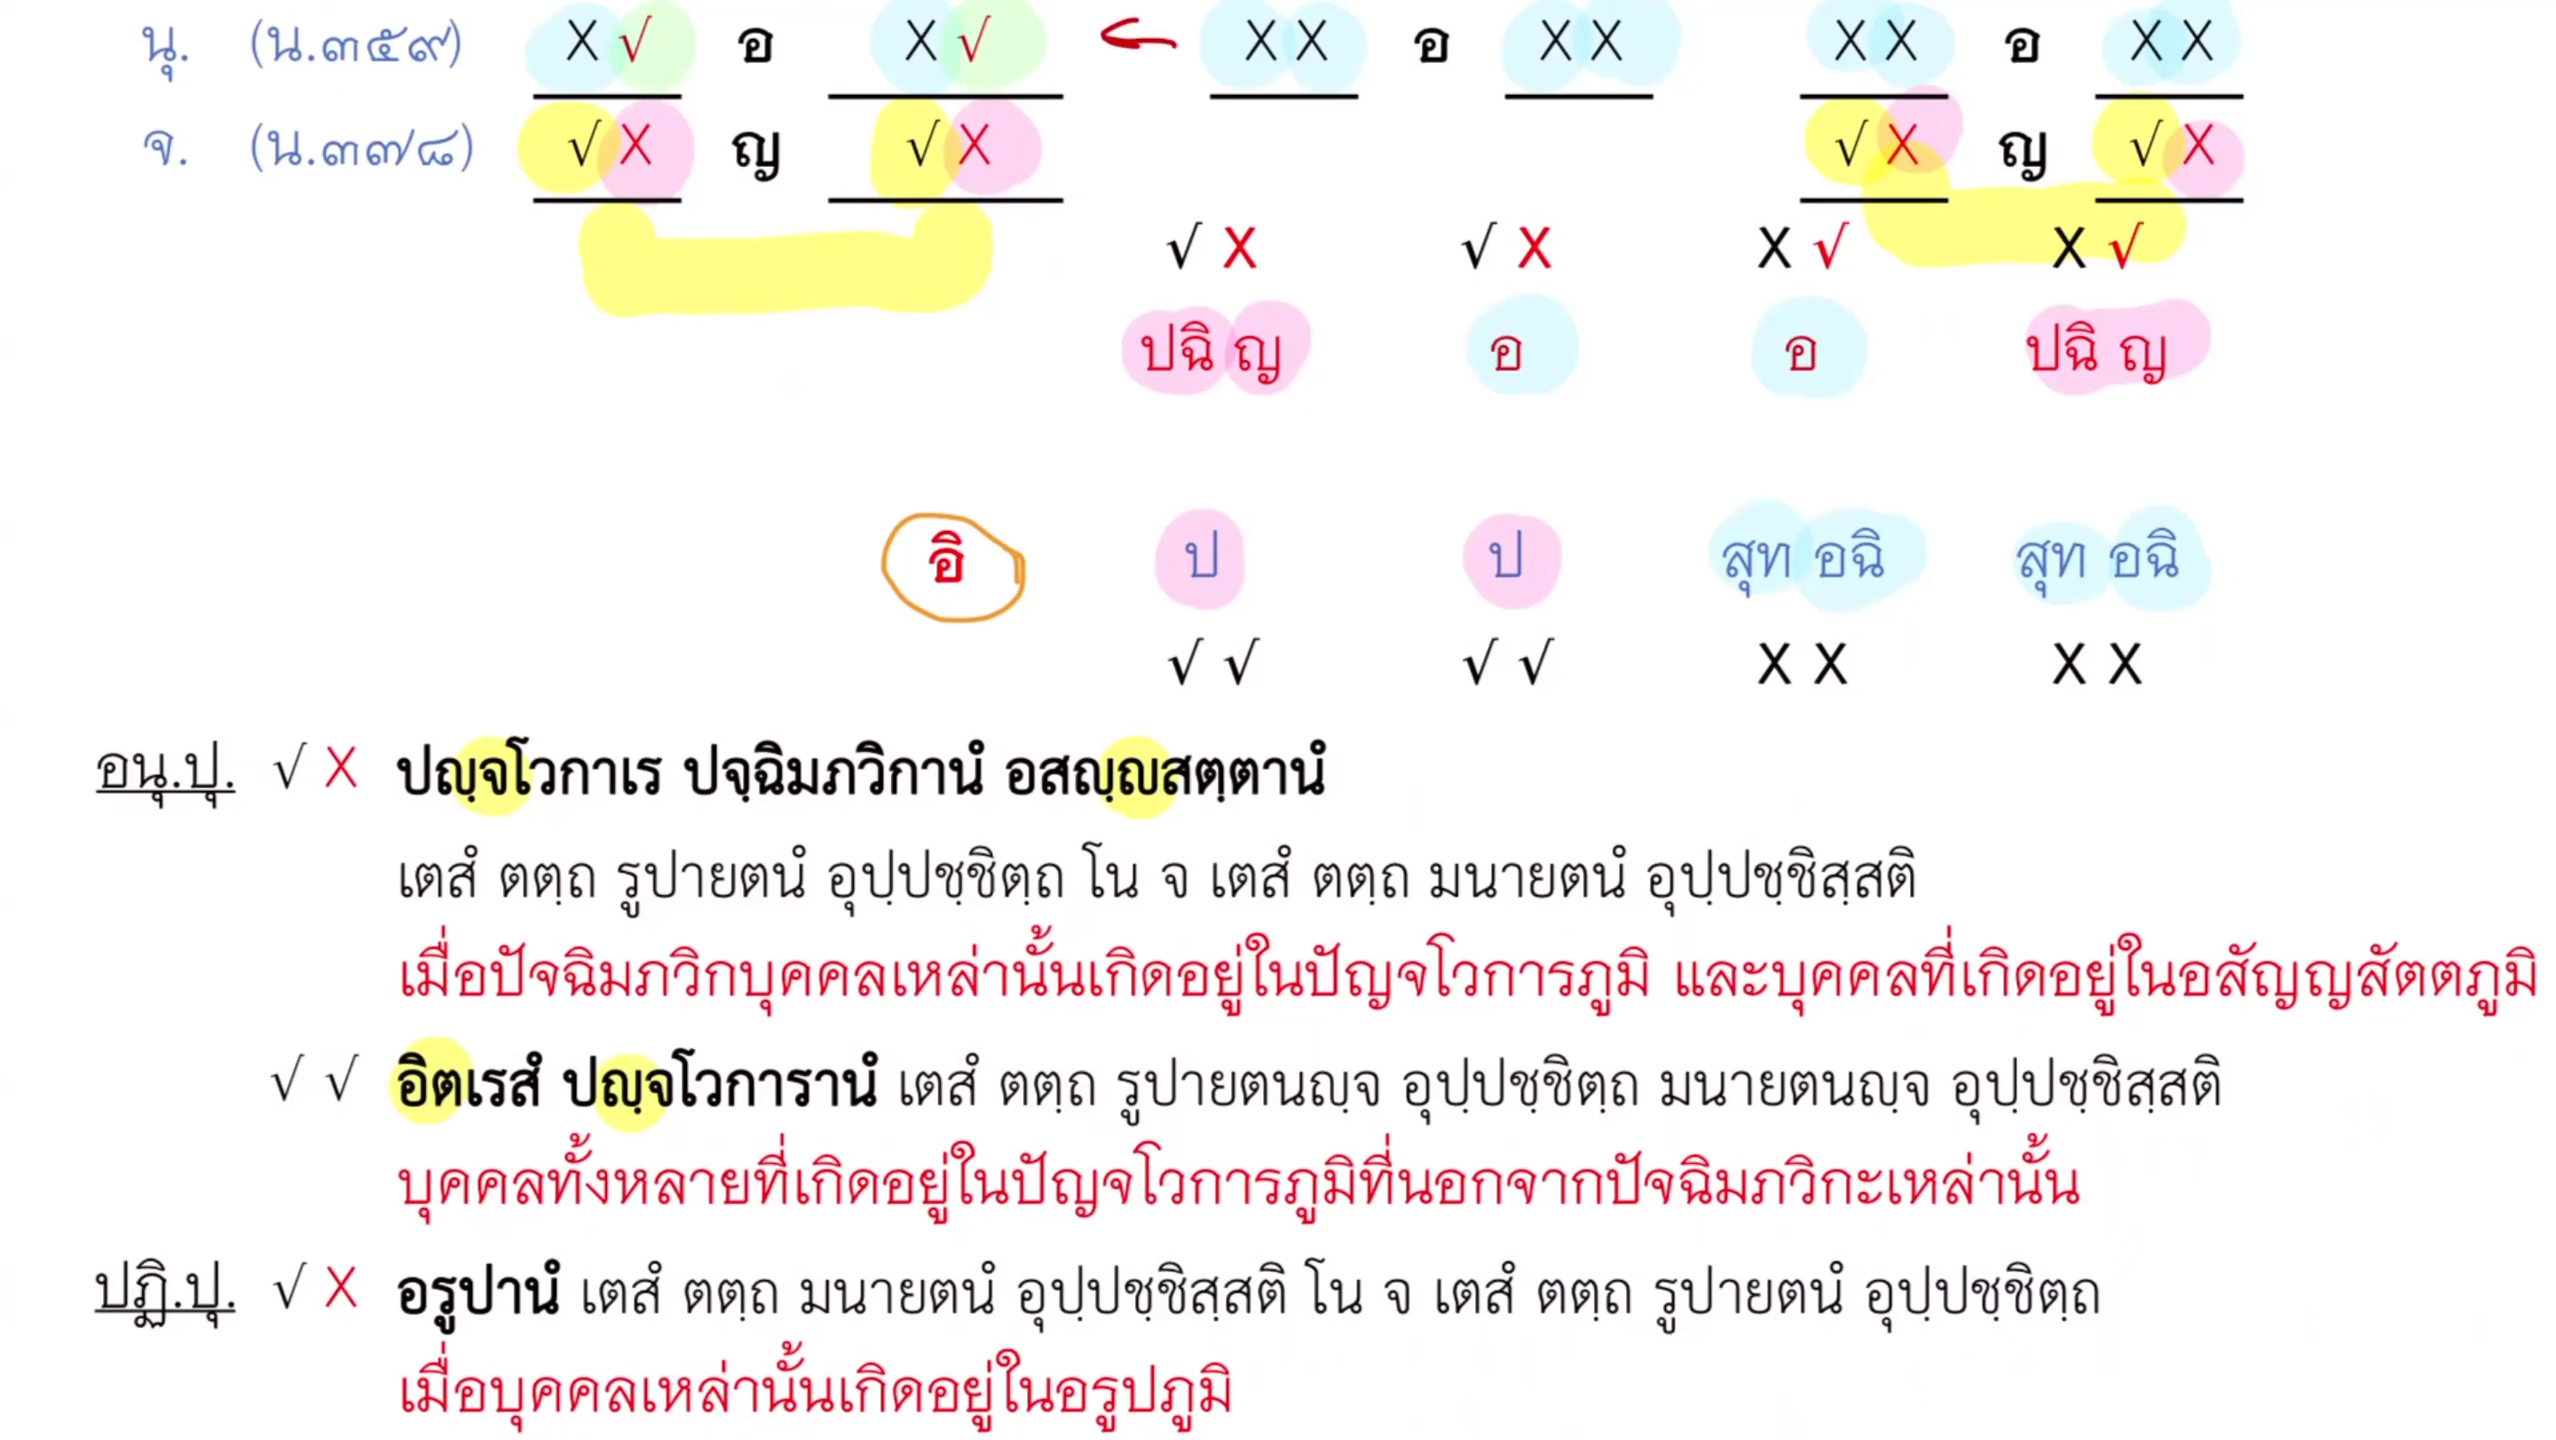 นุ. (น.๓๕๙) X √ อ X √ X X อ X X X X อ X X
จ. (น.๓๗๘) √ X ญ √ X √ X ญ √ X
√ X √ X X √ X √
ปฉิ ญ อ อ ปฉิ ญ
อิ ป ป สุท อฉิ สุท อฉิ
√ √ √ √ X X X X
อนุ.ปุ. √ X ปญฺจโวกาเร ปจฺฉิมภวิกานํ อสญฺญสตฺตานํ
เตสํ ตตฺถ รูปายตนํ อุปฺปชฺชิตฺถ โน จ เตสํ ตตฺถ มนายตนํ อุปฺปชฺชิสฺสติ
เมื่อปัจฉิมภวิกบุคคลเหล่านั้นเกิดอยู่ในปัญจโวการภูมิ และบุคคลที่เกิดอยู่ในอสัญญสัตตภูมิ
√ √ อิตเรสํ ปญฺจโวการานํ เตสํ ตตฺถ รูปายตนญฺจ อุปฺปชฺชิตฺถ มนายตนญฺจ อุปฺปชฺชิสฺสติ
บุคคลทั้งหลายที่เกิดอยู่ในปัญจโวการภูมิที่นอกจากปัจฉิมภวิกะเหล่านั้น
ปฏิ.ปุ. √ X อรูปานํ เตสํ ตตฺถ มนายตนํ อุปฺปชฺชิสฺสติ โน จ เตสํ ตตฺถ รูปายตนํ อุปฺปชฺชิตฺถ
เมื่อบุคคลเหล่านั้นเกิดอยู่ในอรูปภูมิ